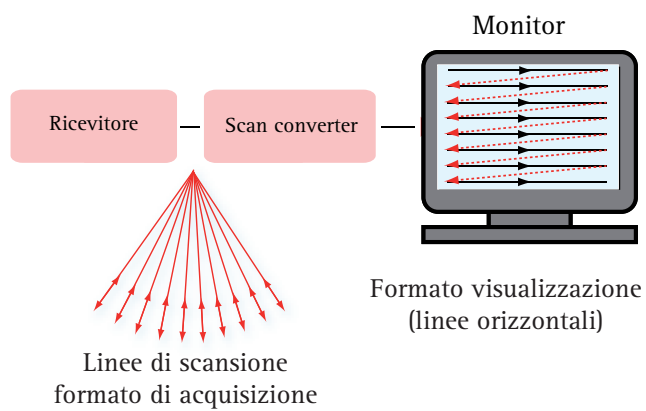 Monitor
Ricevitore
Scan converter
Formato visualizzazione
(linee orizzontali)
Linee di scansione
formato di acquisizione